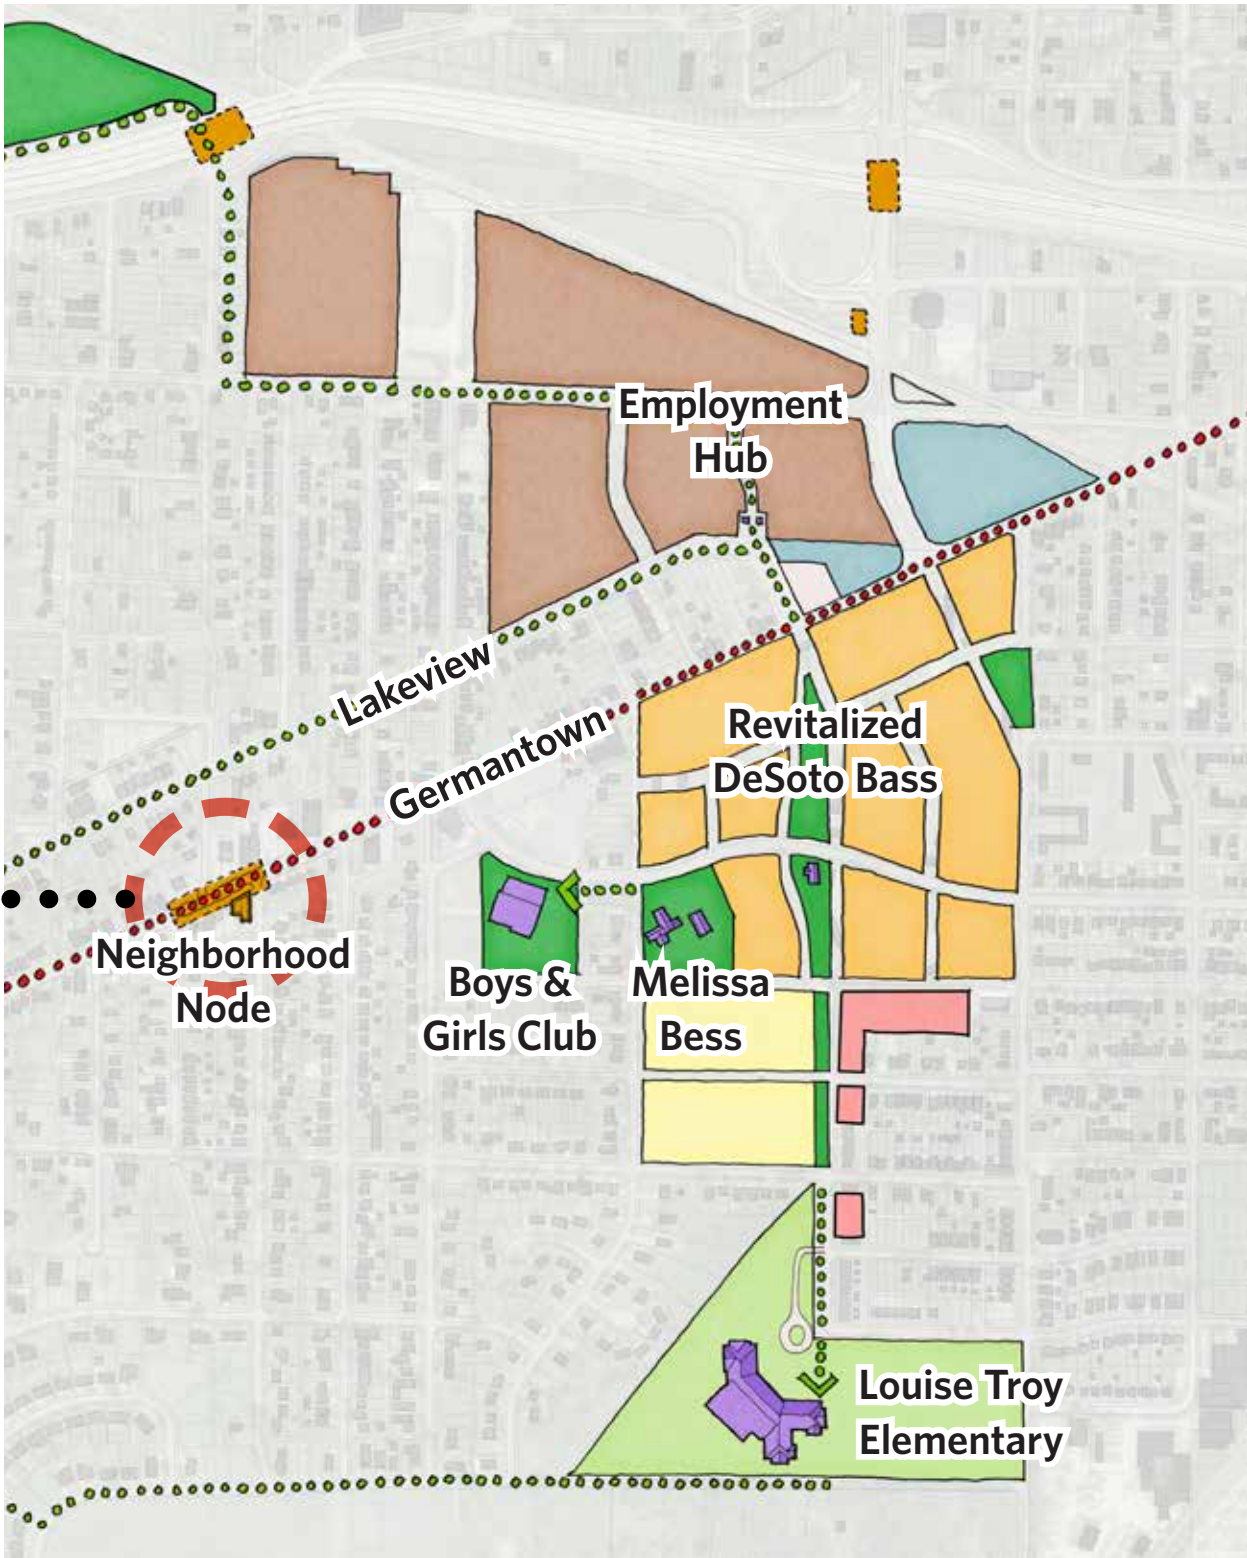 Employment
Hub
Lakeview
Germantown
Revitalized
DeSoto Bass
Neighborhood
Node
Boys &
Girls Club
Melissa
Bess
Louise Troy
Elementary